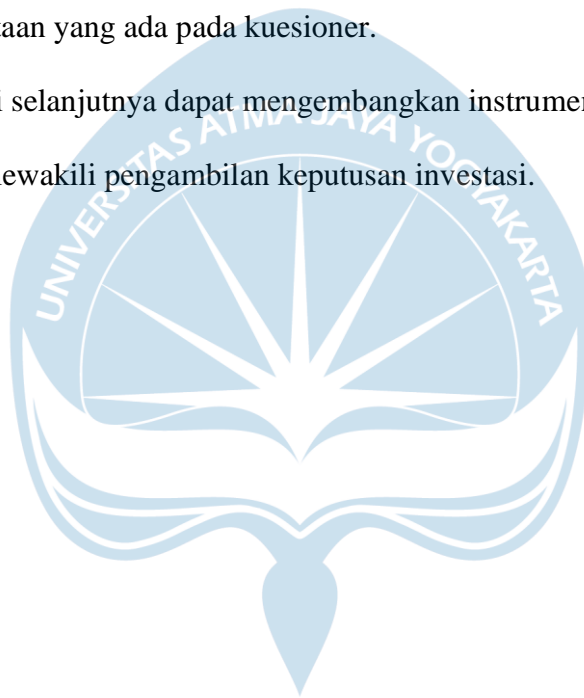 taan yang ada pada kuesioner.
i selanjutnya dapat mengembangkan instrumen
ewakili pengambilan keputusan investasi.
UNIVERSITAS ATMA JAYA YOGYAKARTA